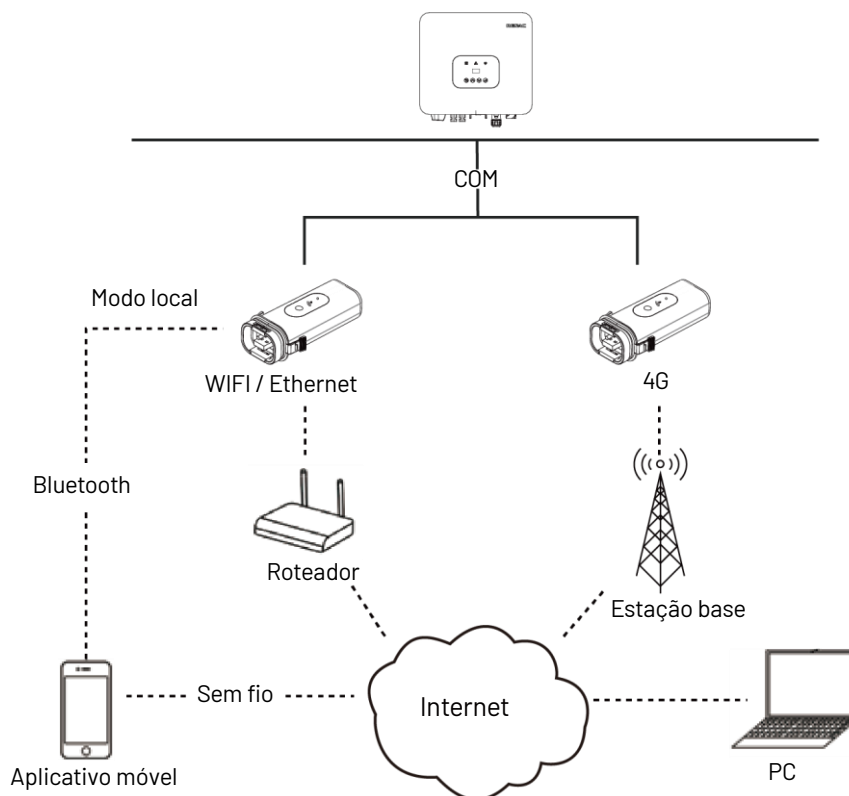 COM
Modo local
WIFI / Ethernet
4G
Bluetooth
Roteador
Estação base
Sem fio
Internet
Aplicativo móvel
PC